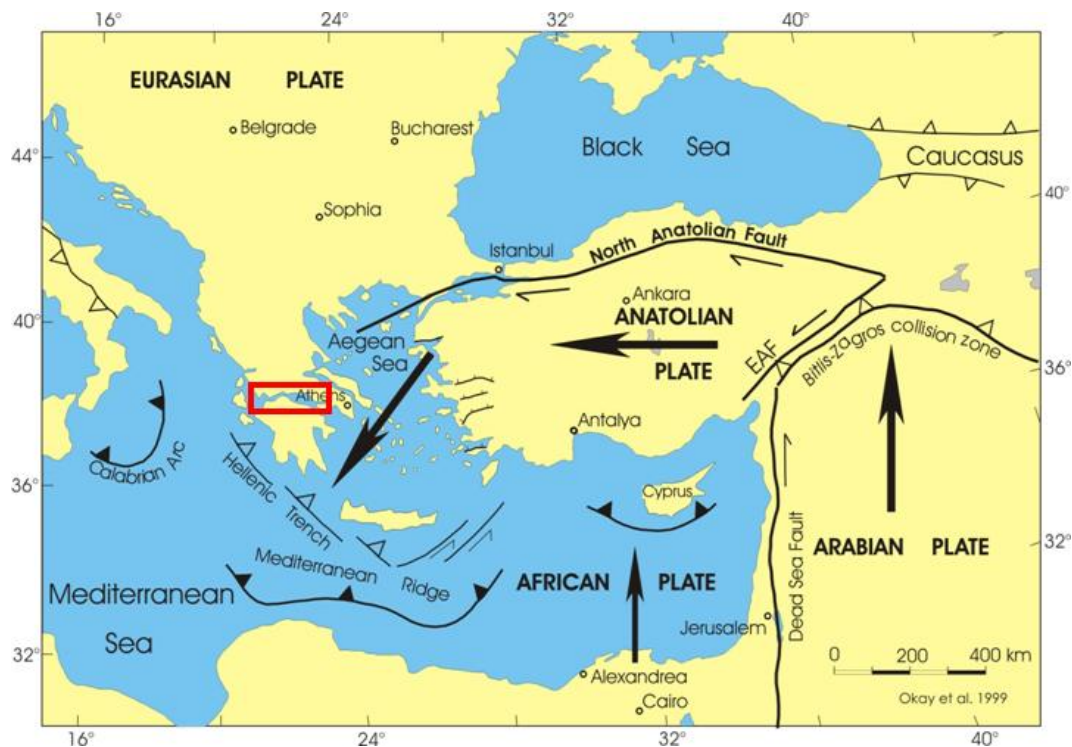 16°
24°
32°
40°
EURASIAN PLATE
Belgrade
Bucharest
Black Sea
Caucasus
44°
40°
Sophia
Istanbul
North Anatolian Fault
Ankara
ANATOLIAN
PLATE
EAF
Bitlis-Zagros collision zone
40°
Aegean
Sea
36°
Athens
Antalya
Calabrian Arc
Hellenic
Trench
36°
Cyprus
Mediterranean
Ridge
AFRICAN PLATE
ARABIAN PLATE
32°
Dead Sea Fault
Mediterranean
Sea
Jerusalem
32°
0 200 400 km
Alexandrea
Cairo
Okay et al. 1999
16°
24°
32°
40°